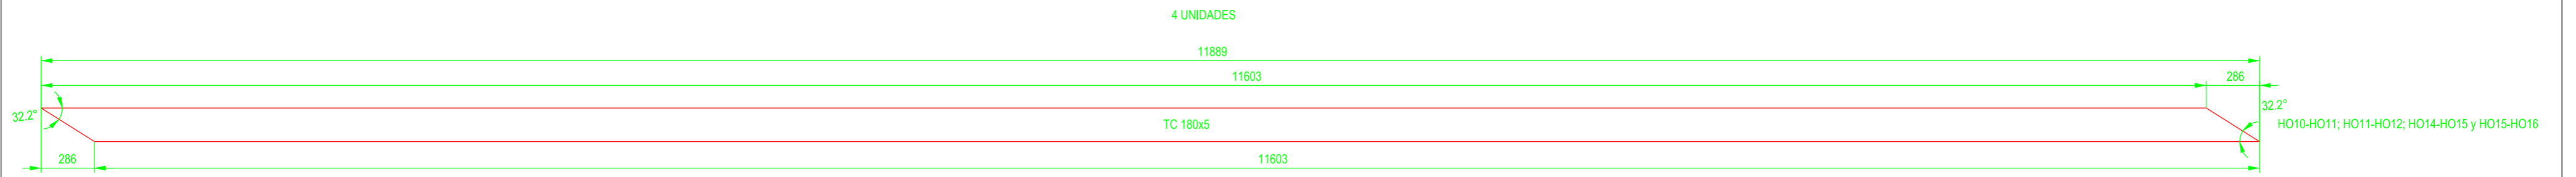 4 UNIDADES
11889
11603
286
32.2°
32.2°
TC 180x5
HO10-HO11; HO11-HO12; HO14-HO15 y HO15-HO16
286
11603